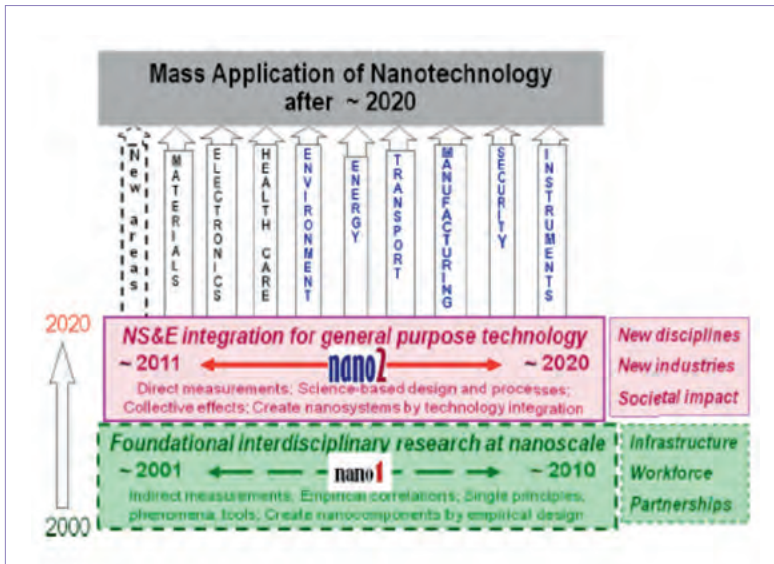 Mass Application of Nanotechnology
after ~ 2020
New areas
MATERIALS
ELECTRONICS
HEALTH CARE
ENVIRONMENT
ENERGY
TRANSPORT
MANUFACTURING
SECURITY
INSTRUMENTS
2020
NS&E integration for general purpose technology
~ 2011 nano2 ~ 2020
Direct measurements; Science-based design and processes;
Collective effects; Create nanosystems by technology integration
New disciplines
New industries
Societal impact
Foundational interdisciplinary research at nanoscale
~ 2001 nano1 ~ 2010
Indirect measurements, Empirical correlations; Single principles,
phenomena, tools; Create nanocomponents by empirical design
Infrastructure
Workforce
Partnerships
2000